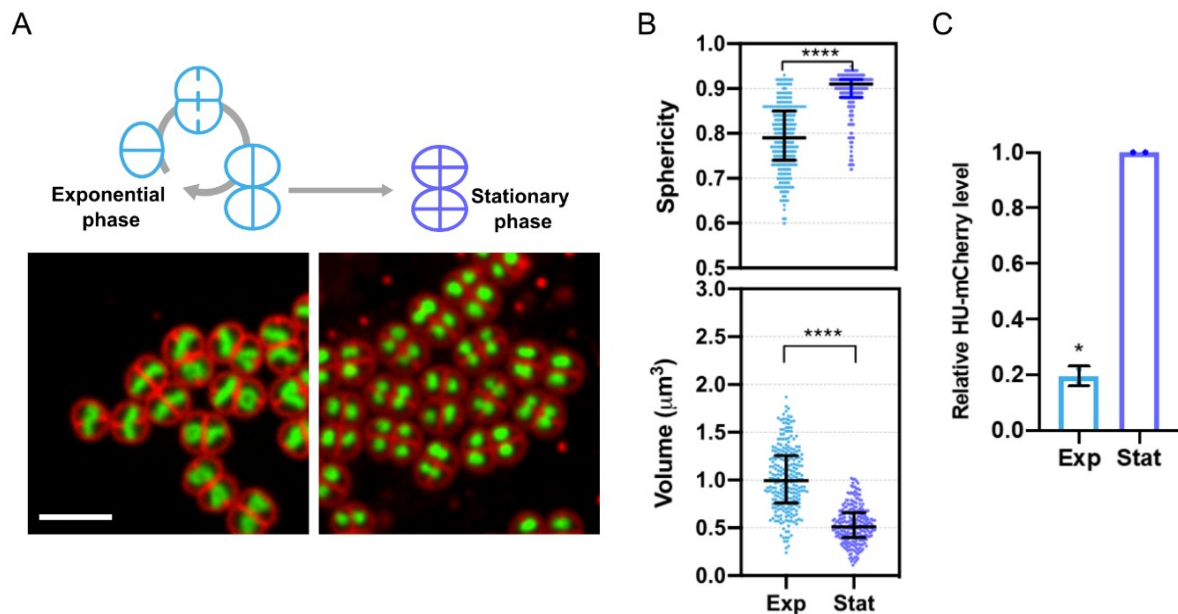 A
Exponential
phase
Stationary
phase
B
Sphericity
1.0
0.9
0.8
0.7
0.6
0.5
****
Volume (μm³)
3.0
2.5
2.0
1.5
1.0
0.5
0.0
****
Exp Stat
C
Relative HU-mCherry level
1.0
0.8
0.6
0.4
0.2
0.0
*
Exp Stat